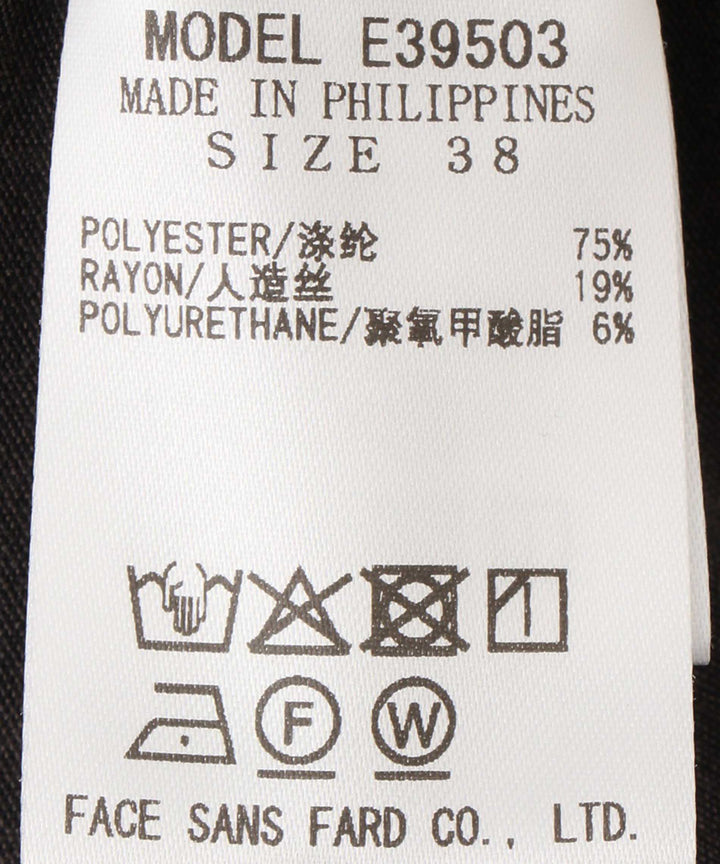 MODEL E39503
MADE IN PHILIPPINES
SIZE 38
POLYESTER/涤纶 75%
RAYON/人造丝 19%
POLYURETHANE/聚氧甲酸脂 6%
F W
FACE SANS FARD CO., LTD.